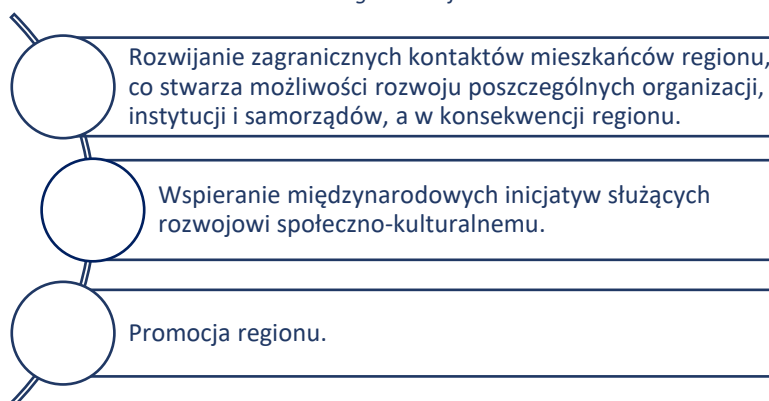 Rozwijanie zagranicznych kontaktów mieszkańców regionu,
co stwarza możliwości rozwoju poszczególnych organizacji,
instytucji i samorządów, a w konsekwencji regionu.
Wspieranie międzynarodowych inicjatyw służących
rozwojowi społeczno-kulturalnemu.
Promocja regionu.